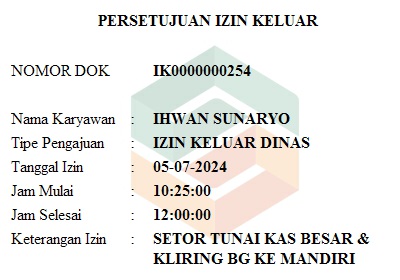 PERSETUJUAN IZIN KELUAR
NOMOR DOK IK0000000254
Nama Karyawan : IHWAN SUNARYO
Tipe Pengajuan : IZIN KELUAR DINAS
Tanggal Izin : 05-07-2024
Jam Mulai : 10:25:00
Jam Selesai : 12:00:00
Keterangan Izin : SETOR TUNAI KAS BESAR &
KLIRING BG KE MANDIRI